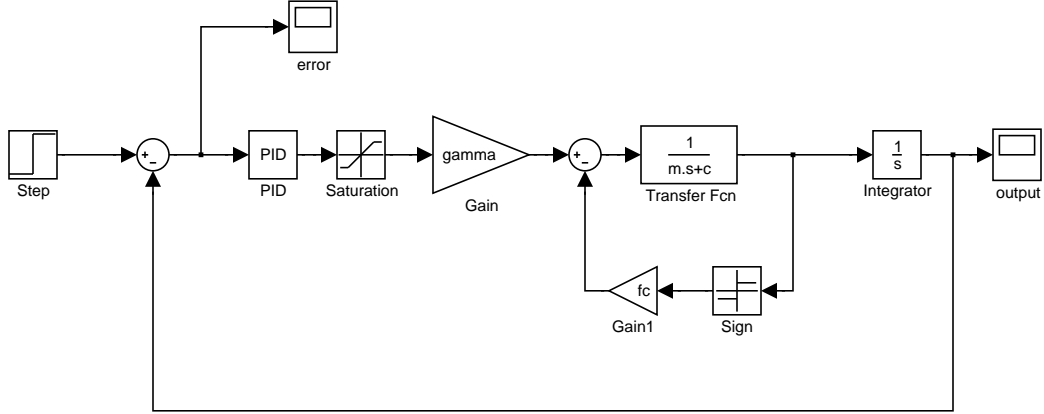 error
+
−
PID
gamma
+
−
1
m.s+c
1
s
Step
PID
Saturation
Gain
Transfer Fcn
Integrator
output
fc
Gain1
Sign